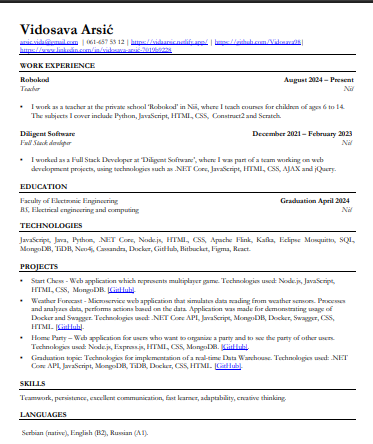 Vidosava Arsić
arsic.vida@gmail.com | 061-657 55 12 | https://vidaarsic.netlify.app/ | https://github.com/Vidosava98|
https://www.linkedin.com/in/vidosava-arsic-7019b9228
WORK EXPERIENCE
Robokod August 2024 – Present
Teacher Niš
• I work as a teacher at the private school 'Robokod' in Niš, where I teach courses for children of ages 6 to 14.
The subjects I cover include Python, JavaScript, HTML, CSS, Construct2 and Scratch.
Diligent Software December 2021 – February 2023
Full Stack developer Niš
• I worked as a Full Stack Developer at 'Diligent Software', where I was part of a team working on web
development projects, using technologies such as .NET Core, JavaScript, HTML, CSS, AJAX and jQuery.
EDUCATION
Faculty of Electronic Engineering Graduation April 2024
BS, Electrical engineering and computing Niš
TECHNOLOGIES
JavaScript, Java, Python, .NET Core, Node.js, HTML, CSS, Apache Flink, Kafka, Eclipse Mosquitto, SQL,
MongoDB, TiDB, Neo4j, Cassandra, Docker, GitHub, Bitbucket, Figma, React.
PROJECTS
• Start Chess - Web application which represents multiplayer game. Technologies used: Node.js, JavaScript,
HTML, CSS, MongoDB. [GitHub].
• Weather Forecast - Microservice web application that simulates data reading from weather sensors. Processes
and analyzes data, performs actions based on the data. Application was made for demonstrating usage of
Docker and Swagger. Technologies used: .NET Core API, JavaScript, MongoDB, Docker, Swagger, CSS,
HTML. [GitHub].
• Home Party – Web application for users who want to organize a party and to see the party of other users.
Technologies used: Node.js, Express.js, HTML, CSS, MongoDB. [GitHub].
• Graduation topic: Technologies for implementation of a real-time Data Warehouse. Technologies used: .NET
Core API, JavaScript, MongoDB, TiDB, Docker, CSS, HTML. [GitHub].
SKILLS
Teamwork, persistence, excellent communication, fast learner, adaptability, creative thinking.
LANGUAGES
Serbian (native), English (B2), Russian (A1).